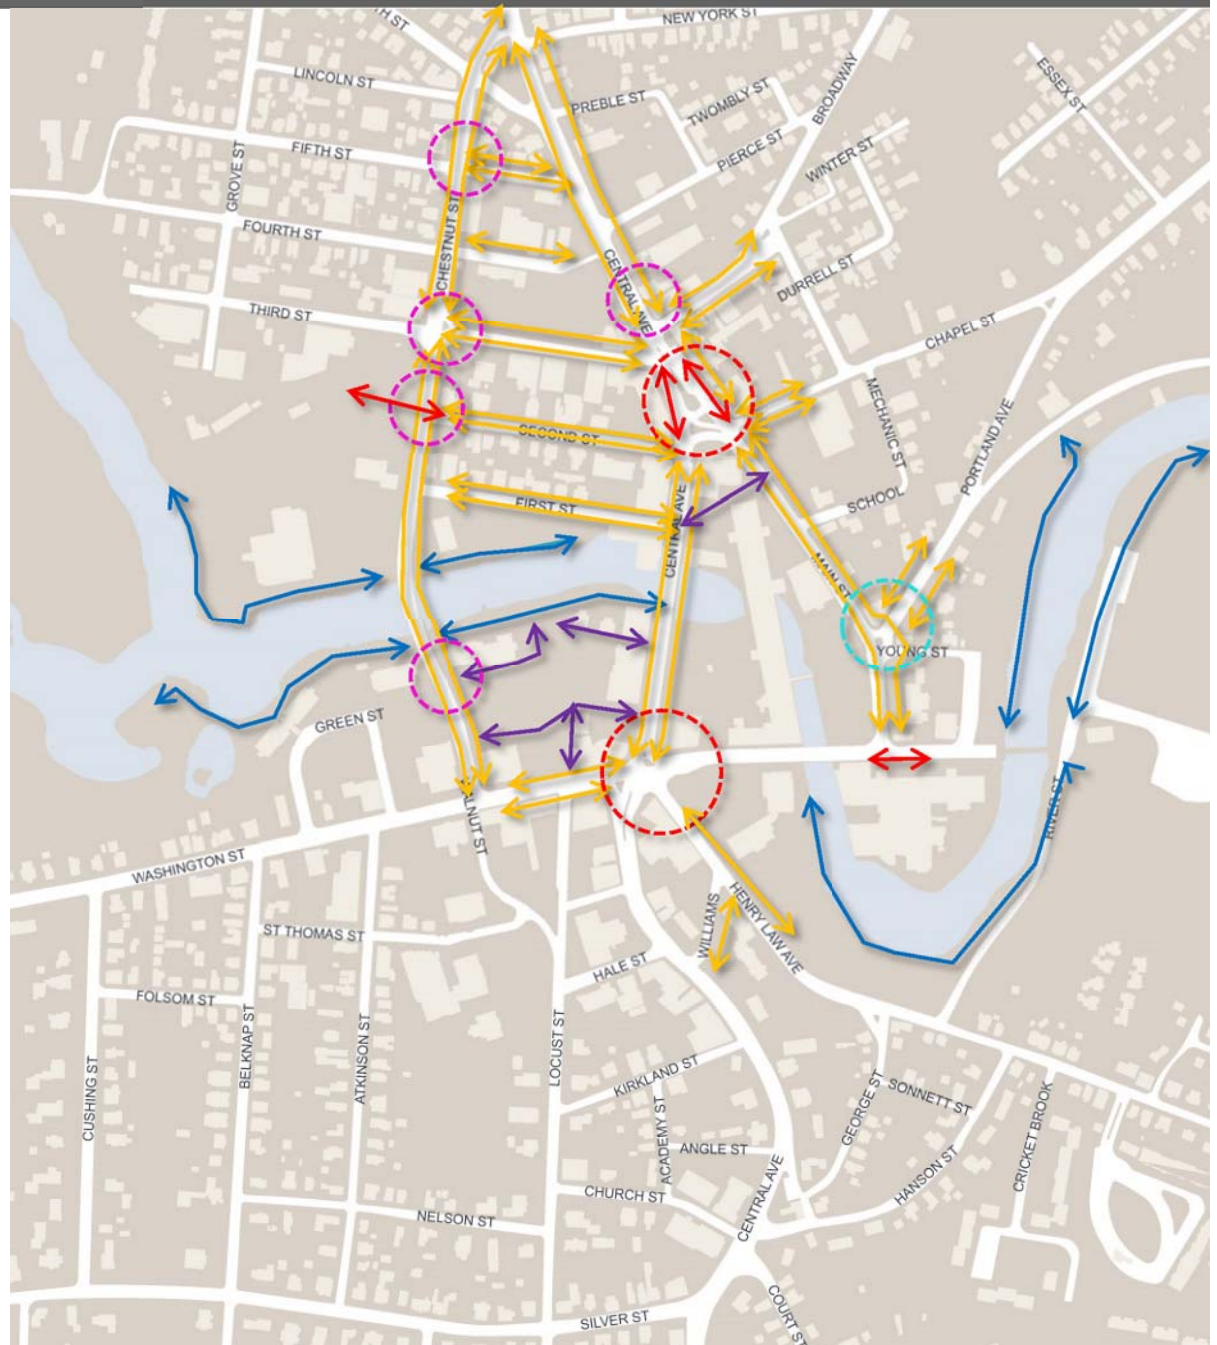 NEW YORK ST
LINCOLN ST
PREBLE ST
TWOMBLY ST
BROADWAY
ESSEX ST
FIFTH ST
GROVE ST
PIERCE ST
WINTER ST
FOURTH ST
CHESTNUT ST
CENTRAL AVE
DURRELL ST
THIRD ST
CHAPEL ST
MECHANIC ST
PORTLAND AVE
SECOND ST
FIRST ST
SCHOOL
CENTRAL AVE
MAIN ST
YOUNG ST
GREEN ST
RIVER ST
WASHINGTON ST
WILLIAMS
HENRY LAW AVE
ST THOMAS ST
HALE ST
FOLSOM ST
BELKNAP ST
ATKINSON ST
LOCUST ST
KIRKLAND ST
CUSHING ST
ACADEMY ST
GEORGE ST
SONNETT ST
CRICKET BROOK
ANGLE ST
HANSON ST
CHURCH ST
CENTRAL AVE
NELSON ST
SILVER ST
COURT ST